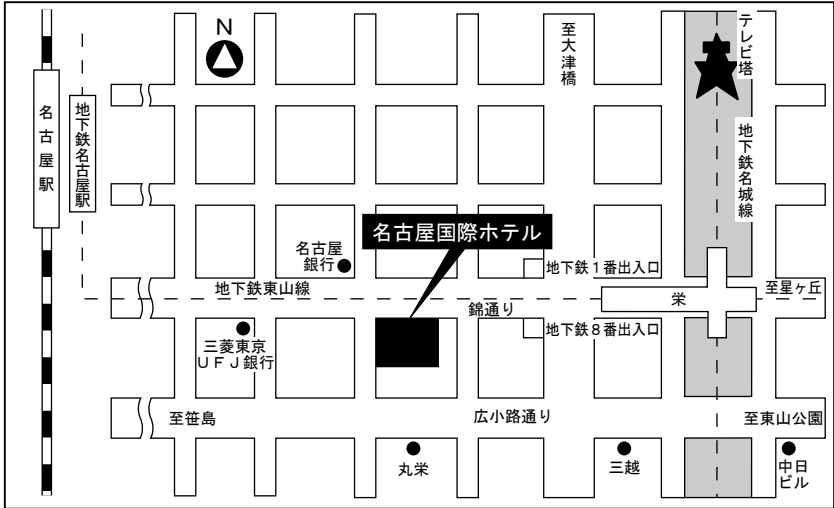 N
至大津橋
テレビ塔
名古屋駅
地下鉄名古屋駅
地下鉄名城線
名古屋国際ホテル
名古屋
銀行
地下鉄１番出入口
地下鉄東山線
栄
至星ヶ丘
錦通り
地下鉄８番出入口
三菱東京
ＵＦＪ銀行
至笹島
広小路通り
至東山公園
丸栄
三越
中日
ビル